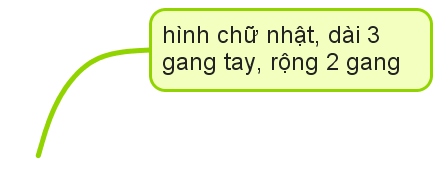 hình chữ nhật, dài 3
gang tay, rộng 2 gang